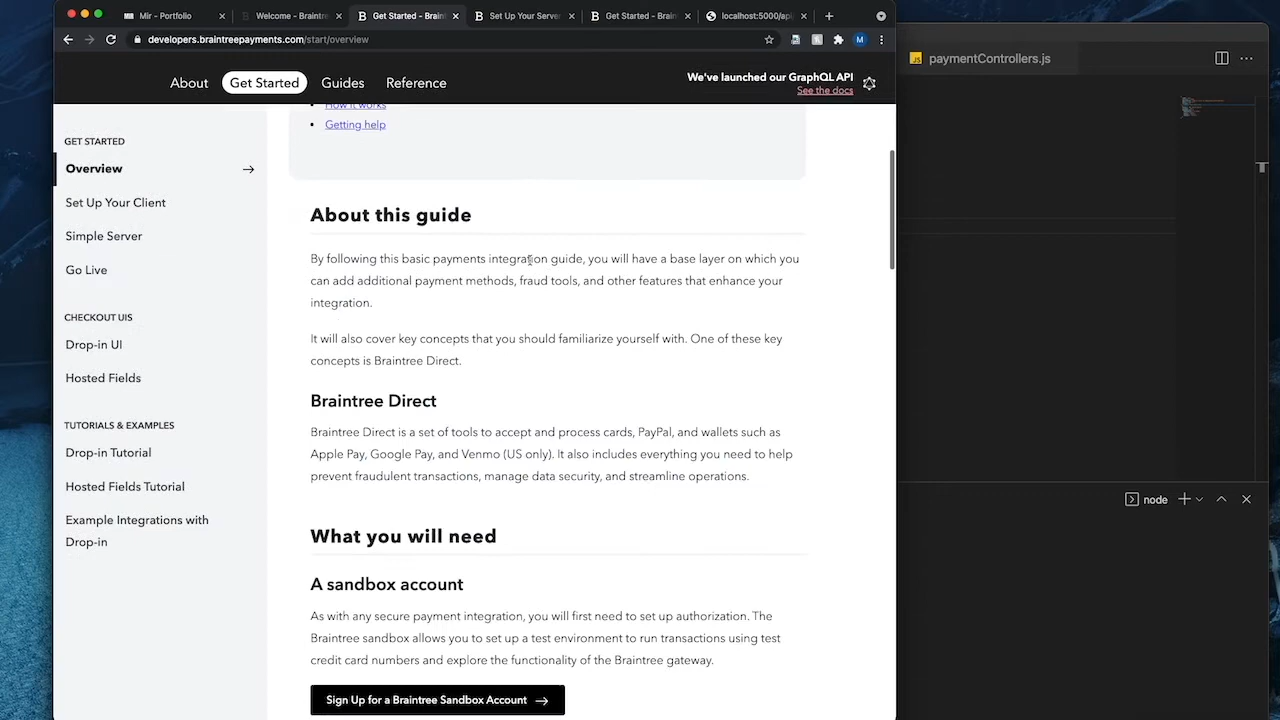 Mir - Portfolio
Welcome – Braintre
Get Started - Brain
Set Up Your Server
Get Started - Brain
localhost:5000/api
developers.braintreepayments.com/start/overview
M
About
Get Started
Guides
Reference
We've launched our GraphQL API
See the docs
JS paymentControllers.js
How it works
Getting help
GET STARTED
Overview
Set Up Your Client
Simple Server
Go Live
CHECKOUT UIS
Drop-in UI
Hosted Fields
TUTORIALS & EXAMPLES
Drop-in Tutorial
Hosted Fields Tutorial
Example Integrations with
Drop-in
About this guide
By following this basic payments integration guide, you will have a base layer on which you
can add additional payment methods, fraud tools, and other features that enhance your
integration.
It will also cover key concepts that you should familiarize yourself with. One of these key
concepts is Braintree Direct.
Braintree Direct
Braintree Direct is a set of tools to accept and process cards, PayPal, and wallets such as
Apple Pay, Google Pay, and Venmo (US only). It also includes everything you need to help
prevent fraudulent transactions, manage data security, and streamline operations.
What you will need
A sandbox account
As with any secure payment integration, you will first need to set up authorization. The
Braintree sandbox allows you to set up a test environment to run transactions using test
credit card numbers and explore the functionality of the Braintree gateway.
Sign Up for a Braintree Sandbox Account
node